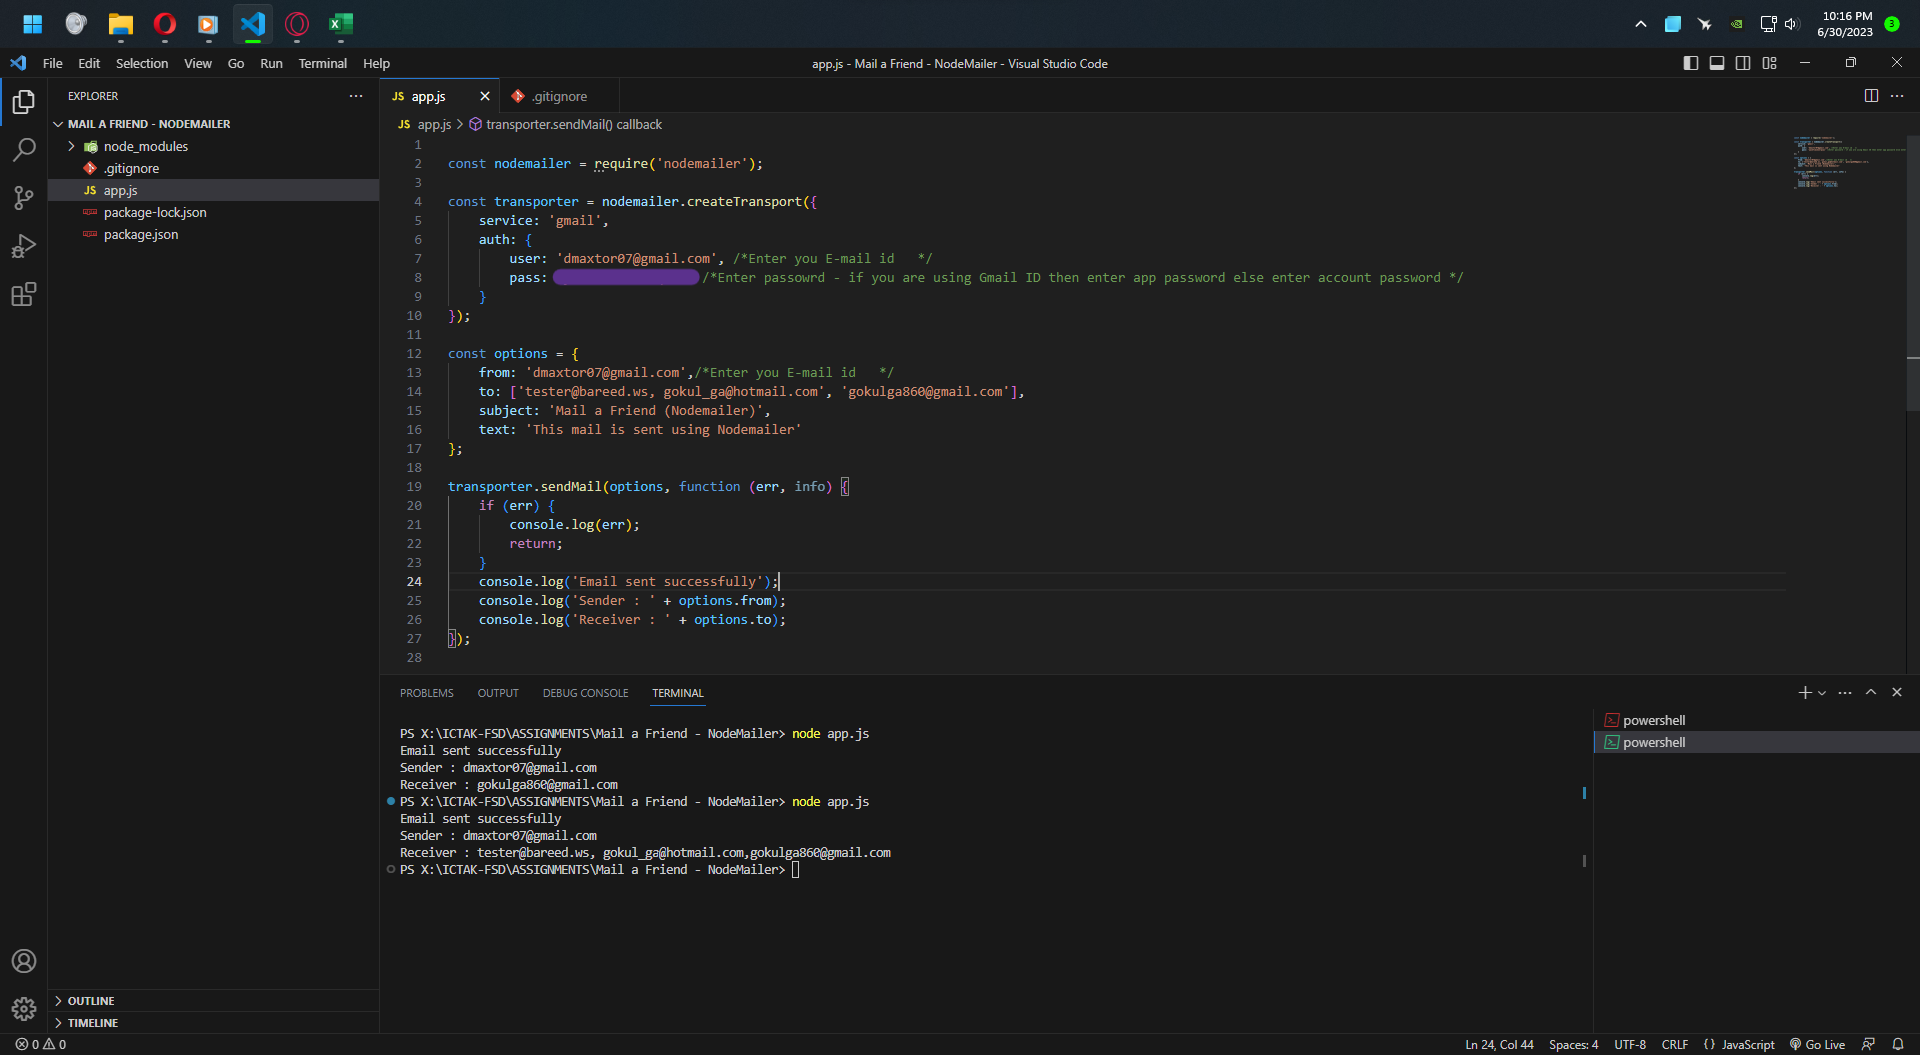 10:16 PM
6/30/2023
3
File Edit Selection View Go Run Terminal Help
app.js - Mail a Friend - NodeMailer - Visual Studio Code
EXPLORER
MAIL A FRIEND - NODEMAILER
node_modules
.gitignore
JS app.js
package-lock.json
package.json
OUTLINE
TIMELINE
JS app.js
.gitignore
JS app.js > transporter.sendMail() callback
1
2 const nodemailer = require('nodemailer');
3
4 const transporter = nodemailer.createTransport({
5 service: 'gmail',
6 auth: {
7 user: 'dmaxtor07@gmail.com', /*Enter you E-mail id   */
8 pass: /*Enter passowrd - if you are using Gmail ID then enter app password else enter account password */
9 }
10 });
11
12 const options = {
13 from: 'dmaxtor07@gmail.com',/*Enter you E-mail id   */
14 to: ['tester@bareed.ws, gokul_ga@hotmail.com', 'gokulga860@gmail.com'],
15 subject: 'Mail a Friend (Nodemailer)',
16 text: 'This mail is sent using Nodemailer'
17 };
18
19 transporter.sendMail(options, function (err, info) {
20 if (err) {
21 console.log(err);
22 return;
23 }
24 console.log('Email sent successfully');
25 console.log('Sender : ' + options.from);
26 console.log('Receiver : ' + options.to);
27 });
28
PROBLEMS OUTPUT DEBUG CONSOLE TERMINAL
PS X:\ICTAK-FSD\ASSIGNMENTS\Mail a Friend - NodeMailer> node app.js
Email sent successfully
Sender : dmaxtor07@gmail.com
Receiver : gokulga860@gmail.com
PS X:\ICTAK-FSD\ASSIGNMENTS\Mail a Friend - NodeMailer> node app.js
Email sent successfully
Sender : dmaxtor07@gmail.com
Receiver : tester@bareed.ws, gokul_ga@hotmail.com,gokulga860@gmail.com
PS X:\ICTAK-FSD\ASSIGNMENTS\Mail a Friend - NodeMailer>
powershell
powershell
0 0
Ln 24, Col 44 Spaces: 4 UTF-8 CRLF {} JavaScript Go Live